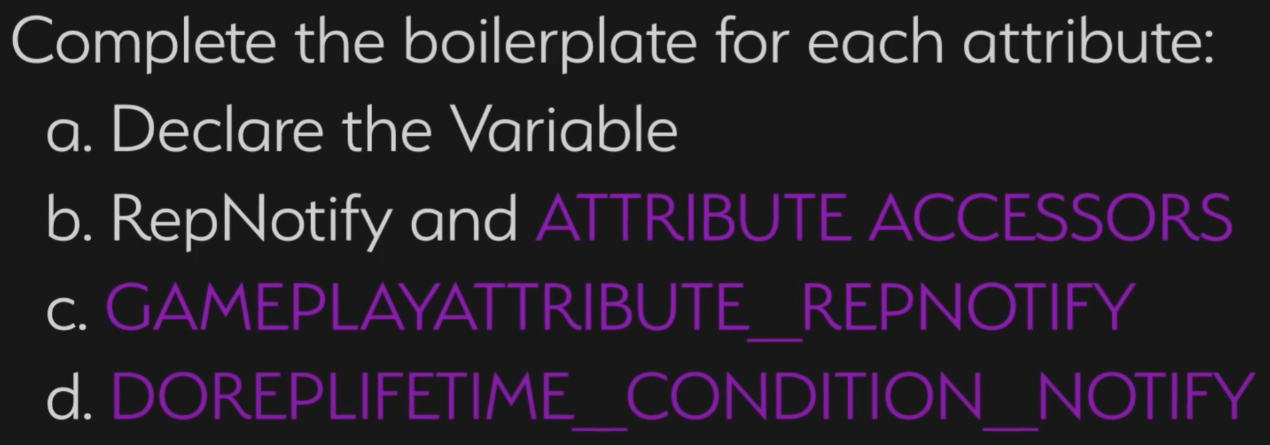 Complete the boilerplate for each attribute:
a. Declare the Variable
b. RepNotify and ATTRIBUTE ACCESSORS
c. GAMEPLAYATTRIBUTE_REPNOTIFY
d. DOREPLIFETIME_CONDITION_NOTIFY